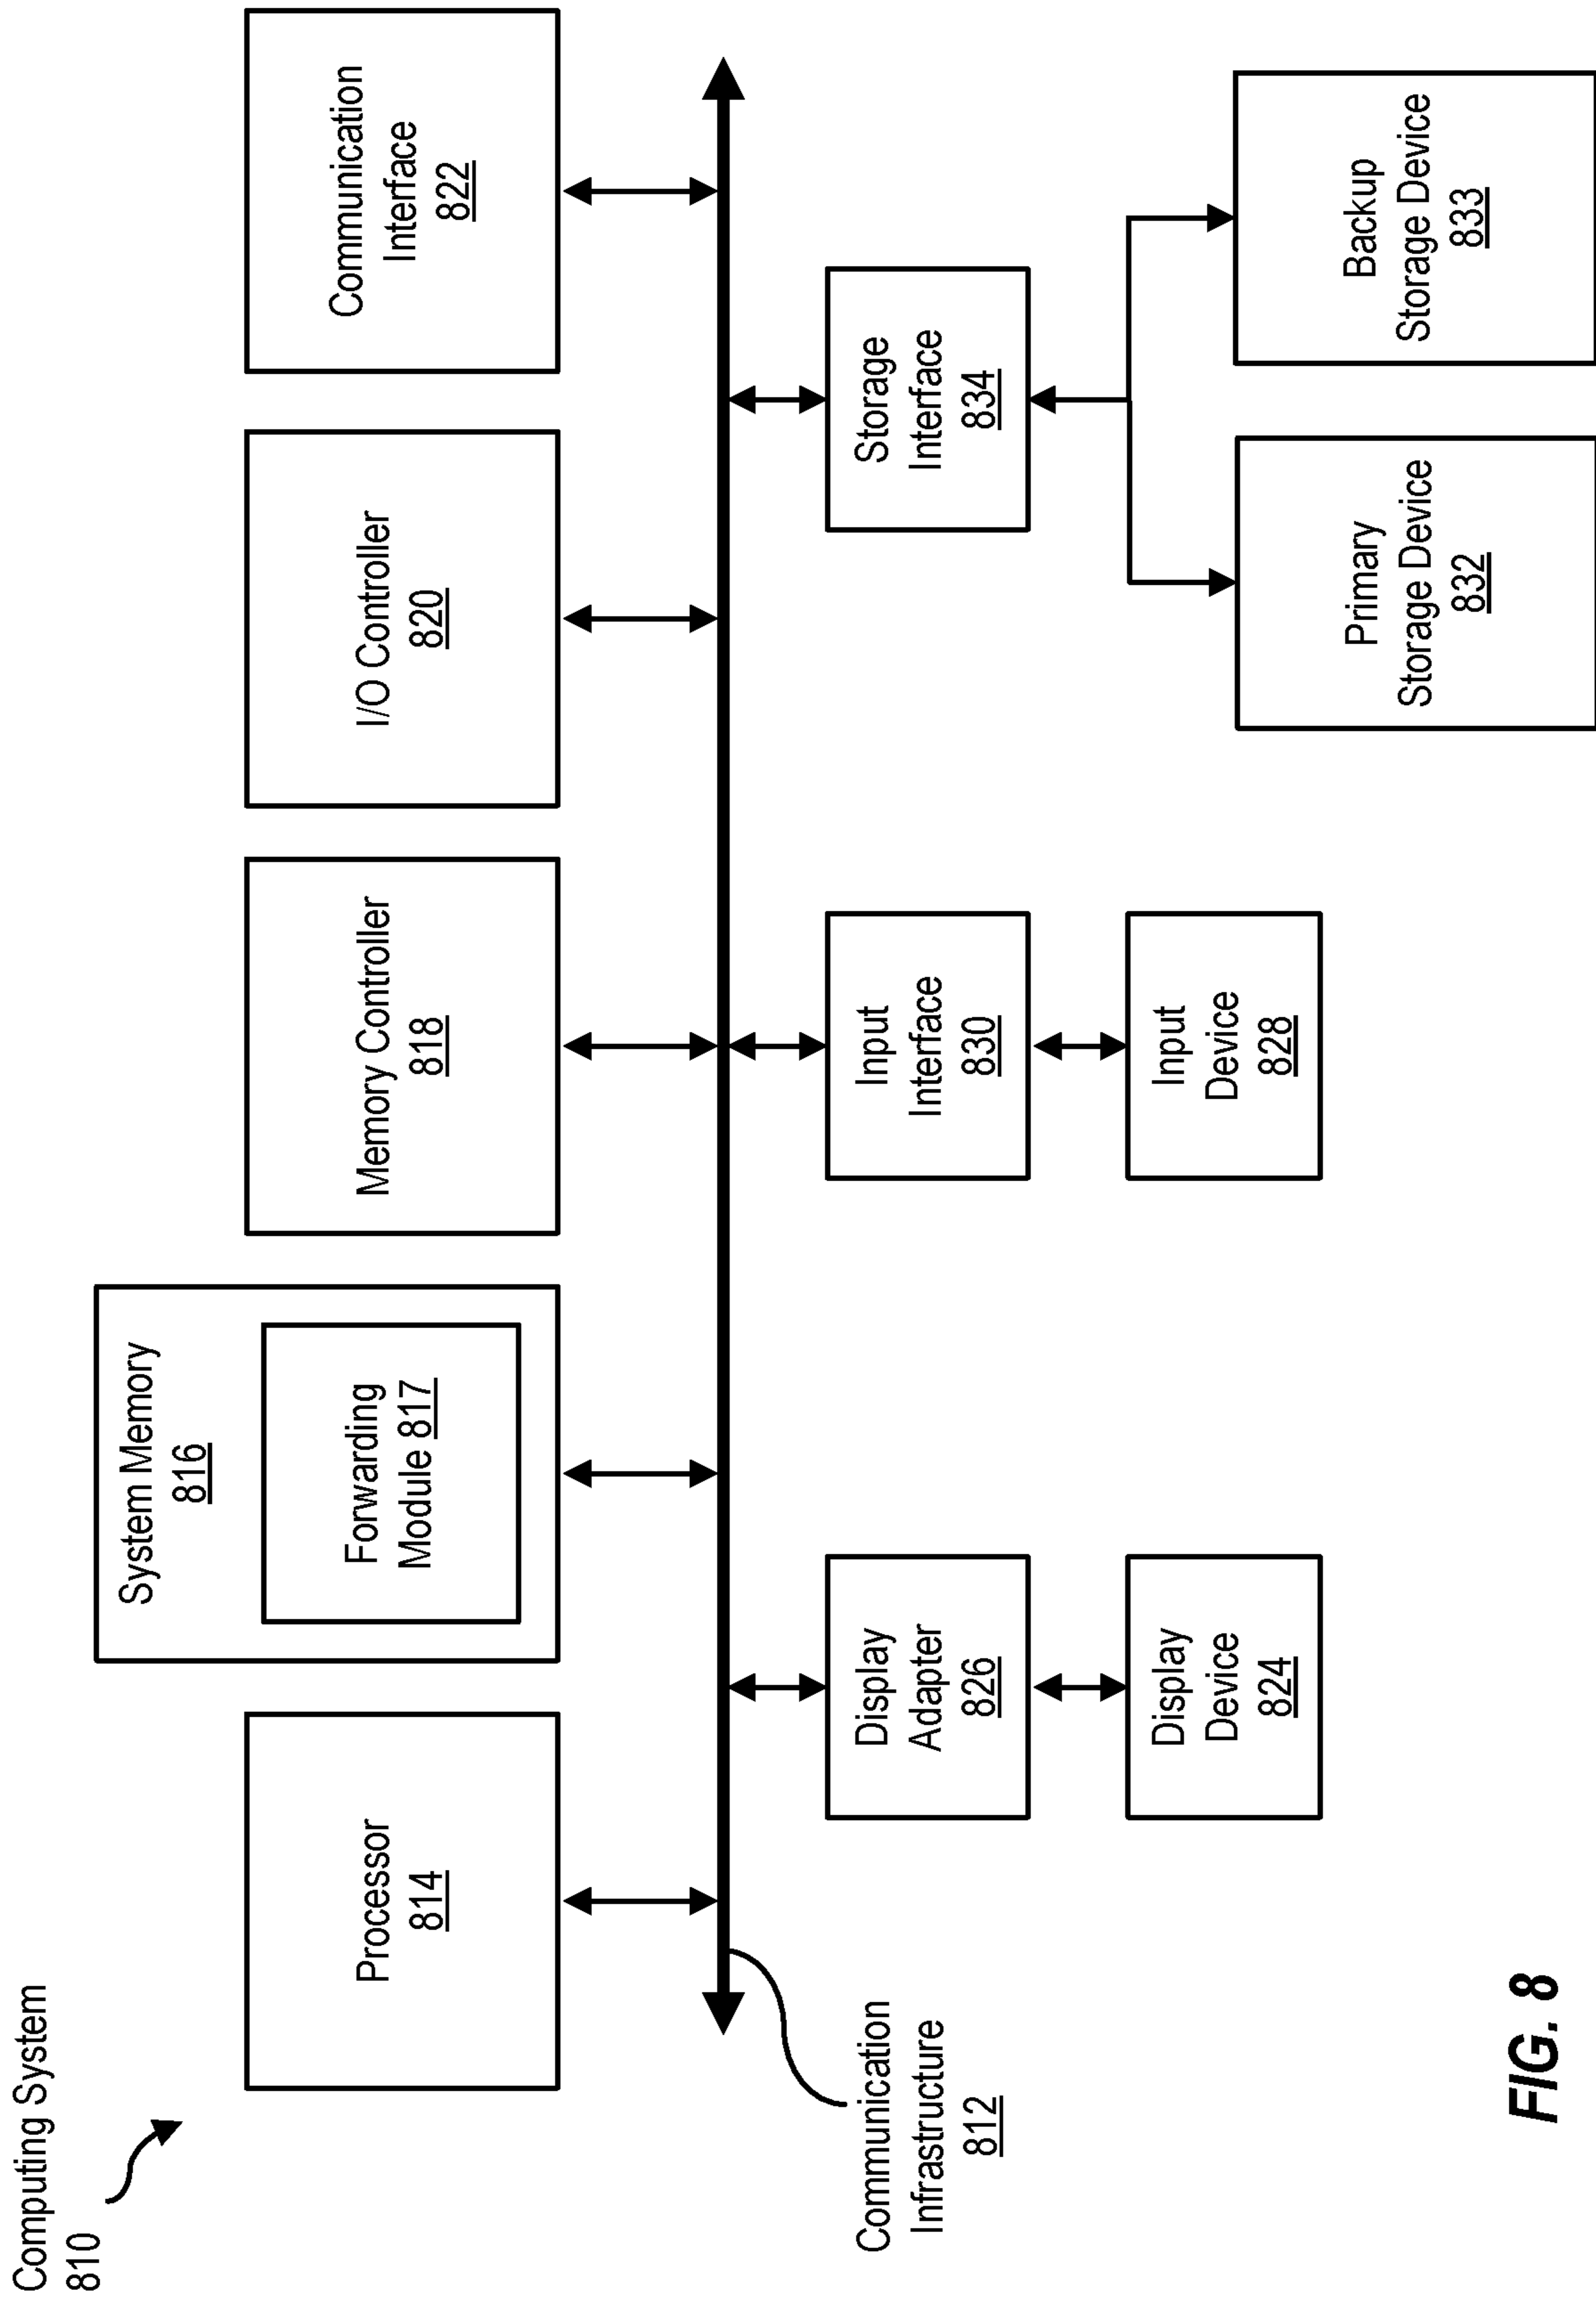 Computing System
810
Processor
814
System Memory
816
Forwarding
Module 817
Memory Controller
818
I/O Controller
820
Communication
Interface
822
Communication
Infrastructure
812
Display
Adapter
826
Input
Interface
830
Storage
Interface
834
Display
Device
824
Input
Device
828
Primary
Storage Device
832
Backup
Storage Device
833
FIG. 8